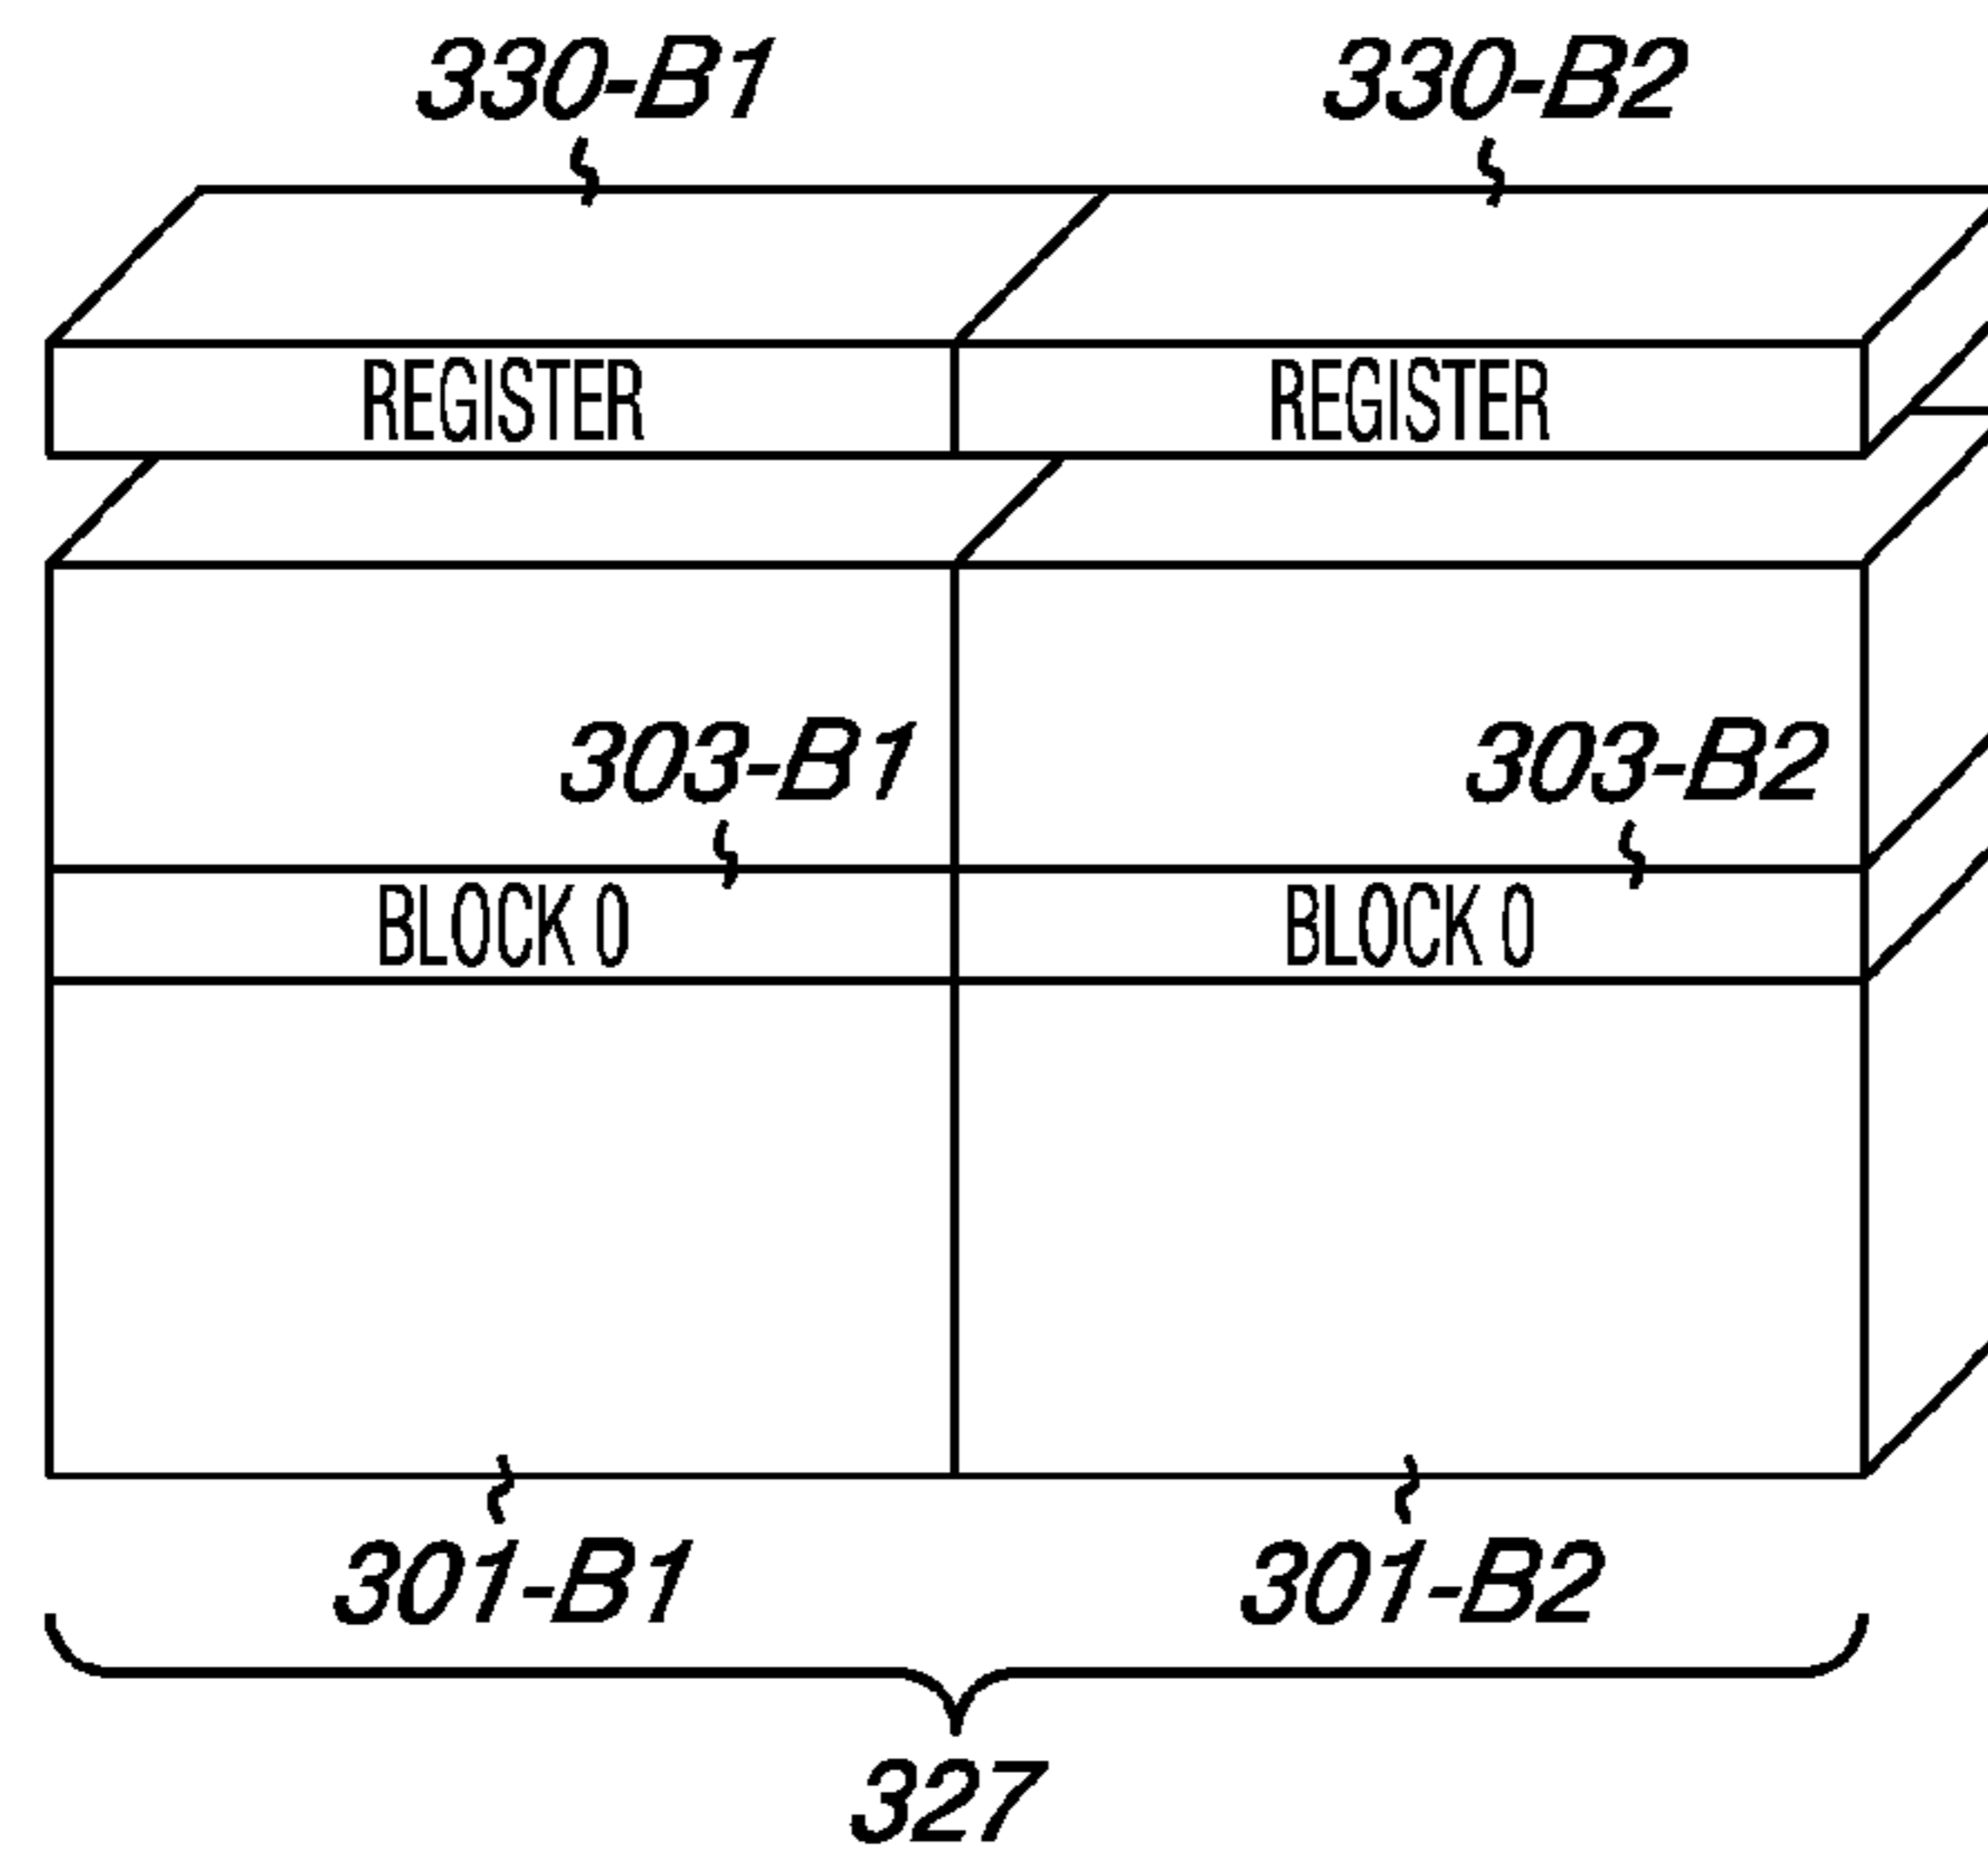 330-B1 330-B2
REGISTER REGISTER
303-B1 303-B2
BLOCK 0 BLOCK 0
301-B1 301-B2
327